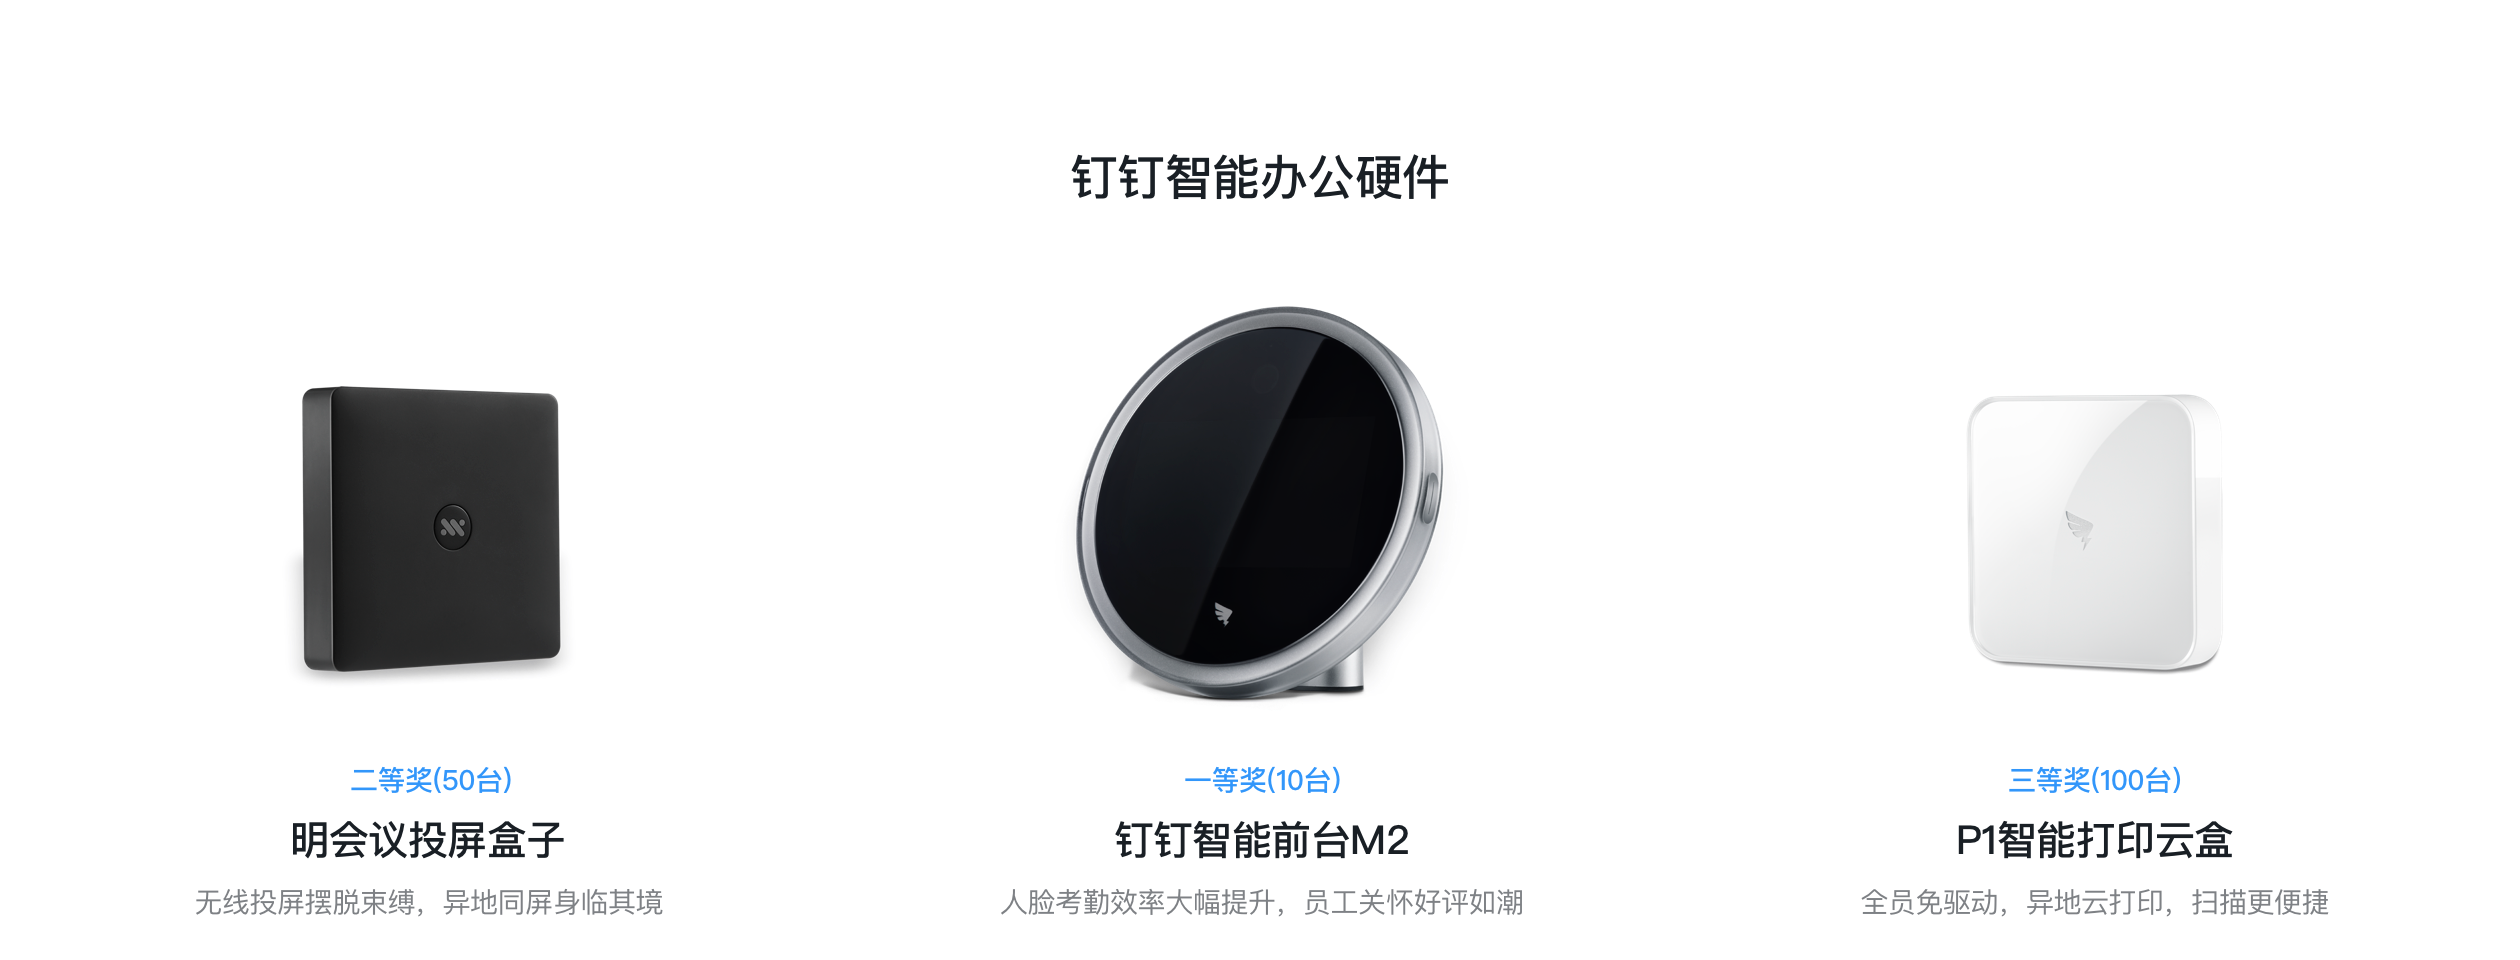 钉钉智能办公硬件
二等奖(50台)
明会议投屏盒子
无线投屏摆脱束缚，异地同屏身临其境
一等奖(10台)
钉钉智能前台M2
人脸考勤效率大幅提升，员工关怀好评如潮
三等奖(100台)
P1智能打印云盒
全员免驱动，异地云打印，扫描更便捷